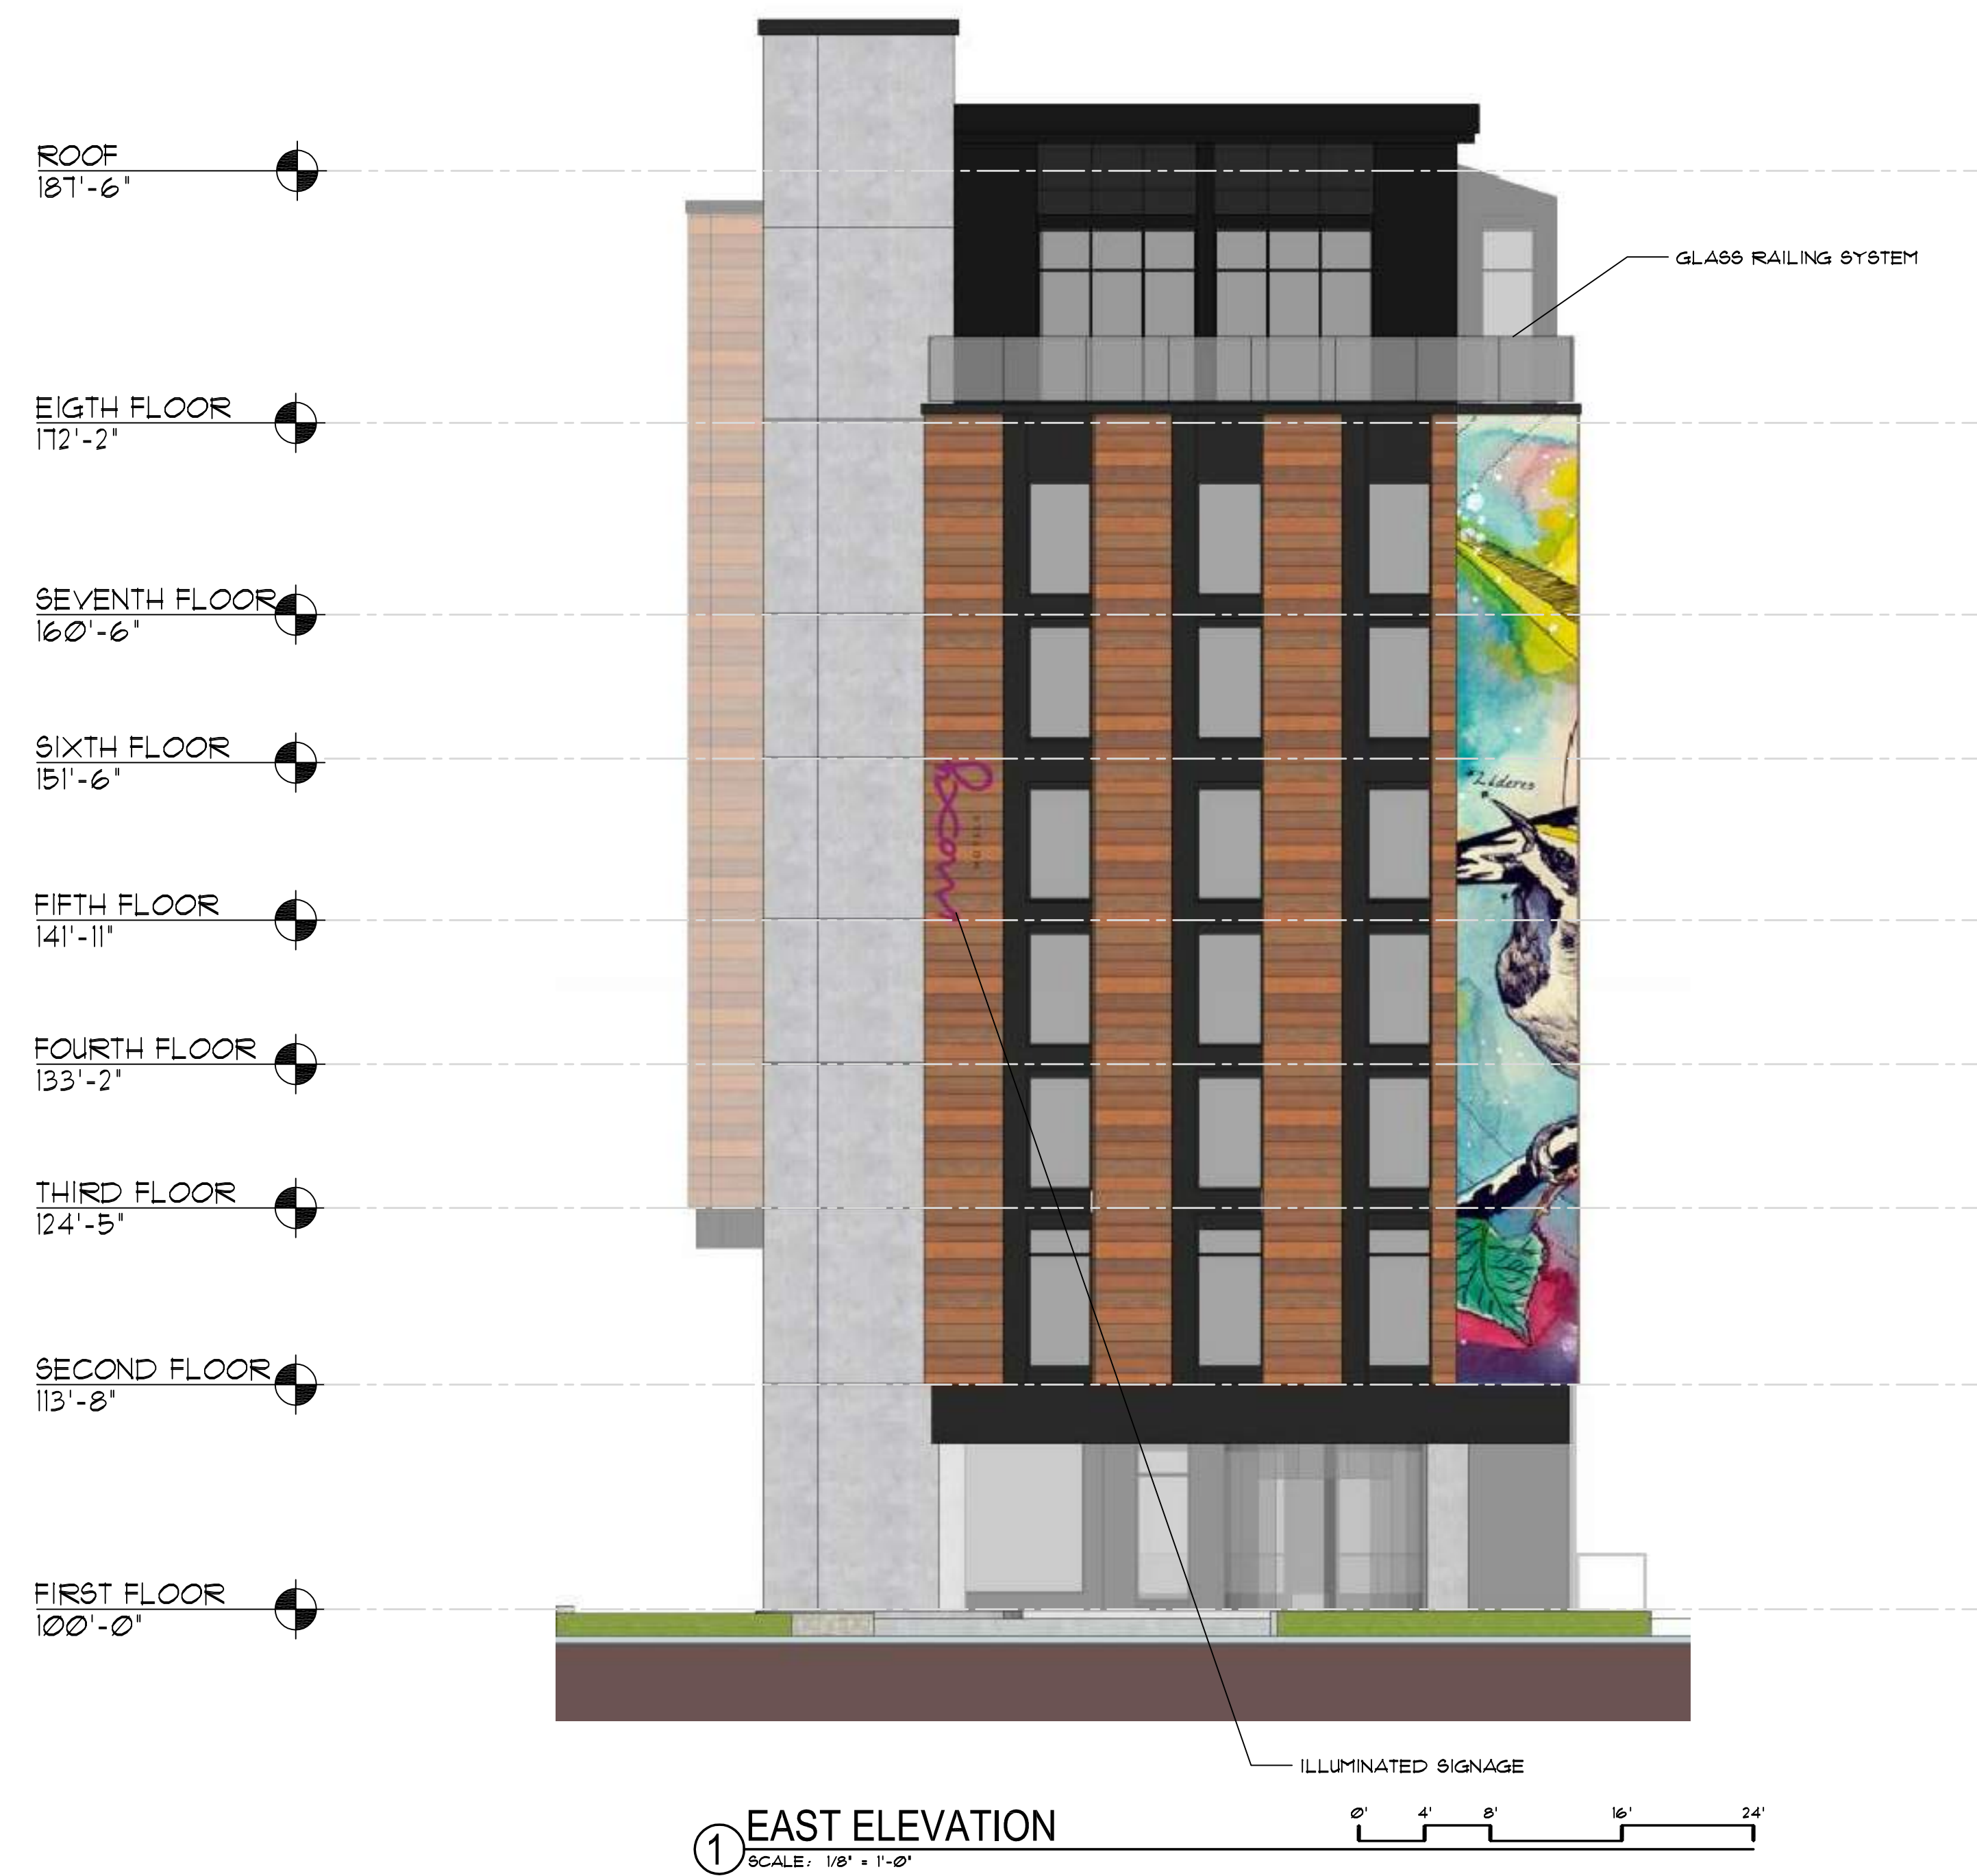 ROOF
187'-6"
GLASS RAILING SYSTEM
EIGTH FLOOR
172'-2"
SEVENTH FLOOR
160'-6"
SIXTH FLOOR
151'-6"
Lideres
HOTELS
FIFTH FLOOR
141'-11"
FOURTH FLOOR
133'-2"
THIRD FLOOR
124'-5"
SECOND FLOOR
113'-8"
FIRST FLOOR
100'-0"
ILLUMINATED SIGNAGE
1 EAST ELEVATION
SCALE: 1/8" = 1'-0"
0' 4' 8' 16' 24'